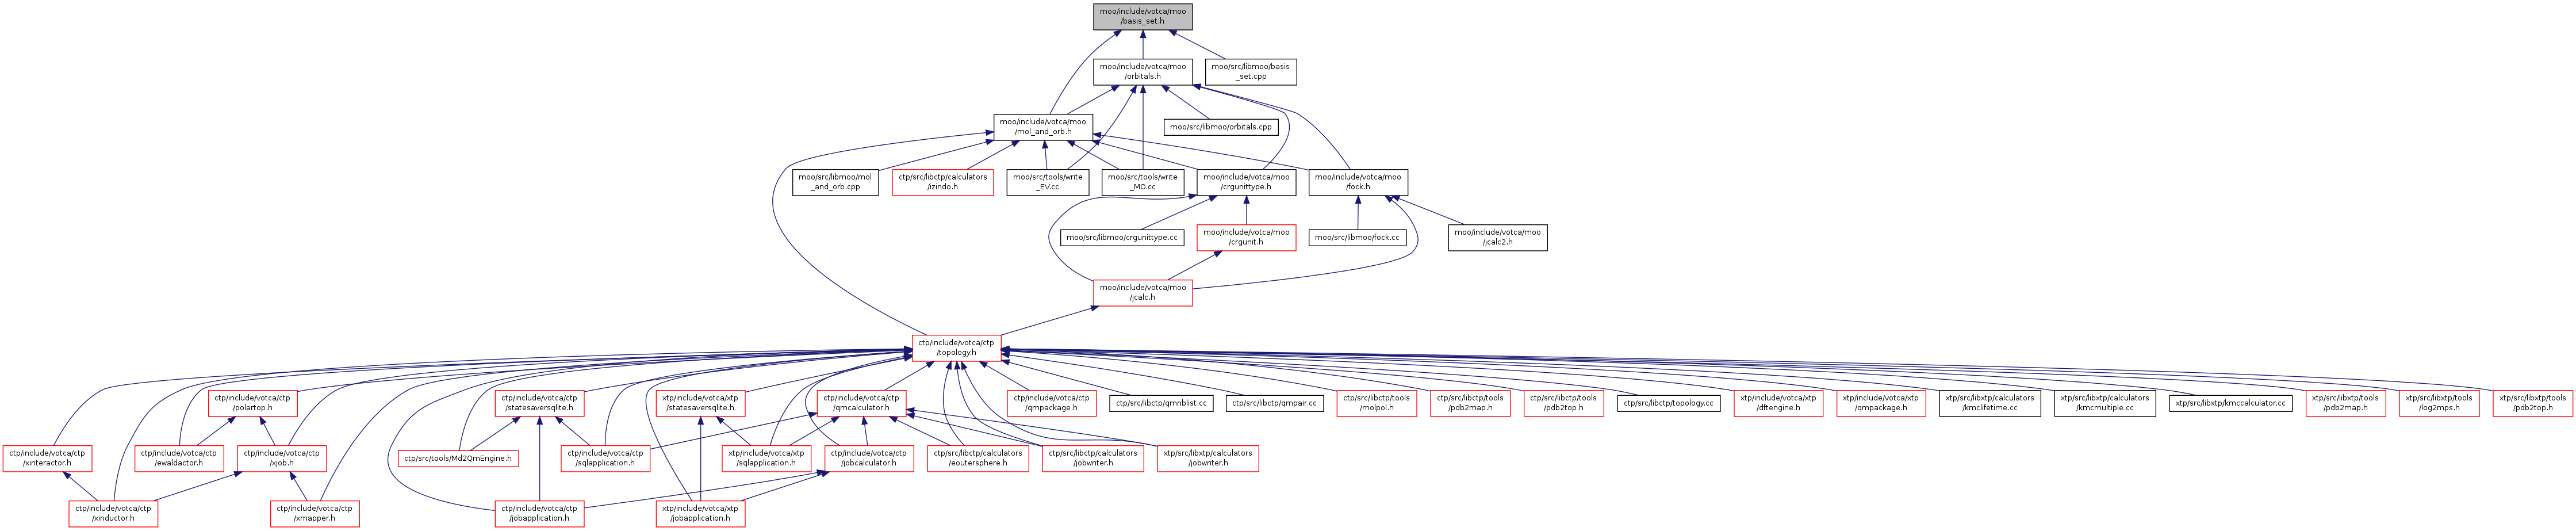 moo/include/votca/moo
/basis_set.h
moo/include/votca/moo
/orbitals.h
moo/src/libmoo/basis
_set.cpp
moo/include/votca/moo
/mol_and_orb.h
moo/src/libmoo/orbitals.cpp
moo/src/libmoo/mol
_and_orb.cpp
ctp/src/libctp/calculators
/izindo.h
moo/src/tools/write
_EV.cc
moo/src/tools/write
_MO.cc
moo/include/votca/moo
/crgunittype.h
moo/include/votca/moo
/fock.h
moo/src/libmoo/crgunittype.cc
moo/include/votca/moo
/crgunit.h
moo/src/libmoo/fock.cc
moo/include/votca/moo
/jcalc2.h
moo/include/votca/moo
/jcalc.h
ctp/include/votca/ctp
/topology.h
ctp/include/votca/ctp
/polartop.h
ctp/include/votca/ctp
/statesaversqlite.h
xtp/include/votca/xtp
/statesaversqlite.h
ctp/include/votca/ctp
/qmcalculator.h
ctp/include/votca/ctp
/qmpackage.h
ctp/src/libctp/qmnblist.cc
ctp/src/libctp/qmpair.cc
ctp/src/libctp/tools
/molpol.h
ctp/src/libctp/tools
/pdb2map.h
ctp/src/libctp/tools
/pdb2top.h
ctp/src/libctp/topology.cc
xtp/include/votca/xtp
/dftengine.h
xtp/include/votca/xtp
/qmpackage.h
xtp/src/libxtp/calculators
/kmclifetime.cc
xtp/src/libxtp/calculators
/kmcmultiple.cc
xtp/src/libxtp/kmccalculator.cc
xtp/src/libxtp/tools
/pdb2map.h
xtp/src/libxtp/tools
/log2mps.h
xtp/src/libxtp/tools
/pdb2top.h
ctp/include/votca/ctp
/xinteractor.h
ctp/include/votca/ctp
/ewaldactor.h
ctp/include/votca/ctp
/xjob.h
ctp/src/tools/Md2QmEngine.h
ctp/include/votca/ctp
/sqlapplication.h
xtp/include/votca/xtp
/sqlapplication.h
ctp/include/votca/ctp
/jobcalculator.h
ctp/src/libctp/calculators
/eoutersphere.h
ctp/src/libctp/calculators
/jobwriter.h
xtp/src/libxtp/calculators
/jobwriter.h
ctp/include/votca/ctp
/xinductor.h
ctp/include/votca/ctp
/xmapper.h
ctp/include/votca/ctp
/jobapplication.h
xtp/include/votca/xtp
/jobapplication.h